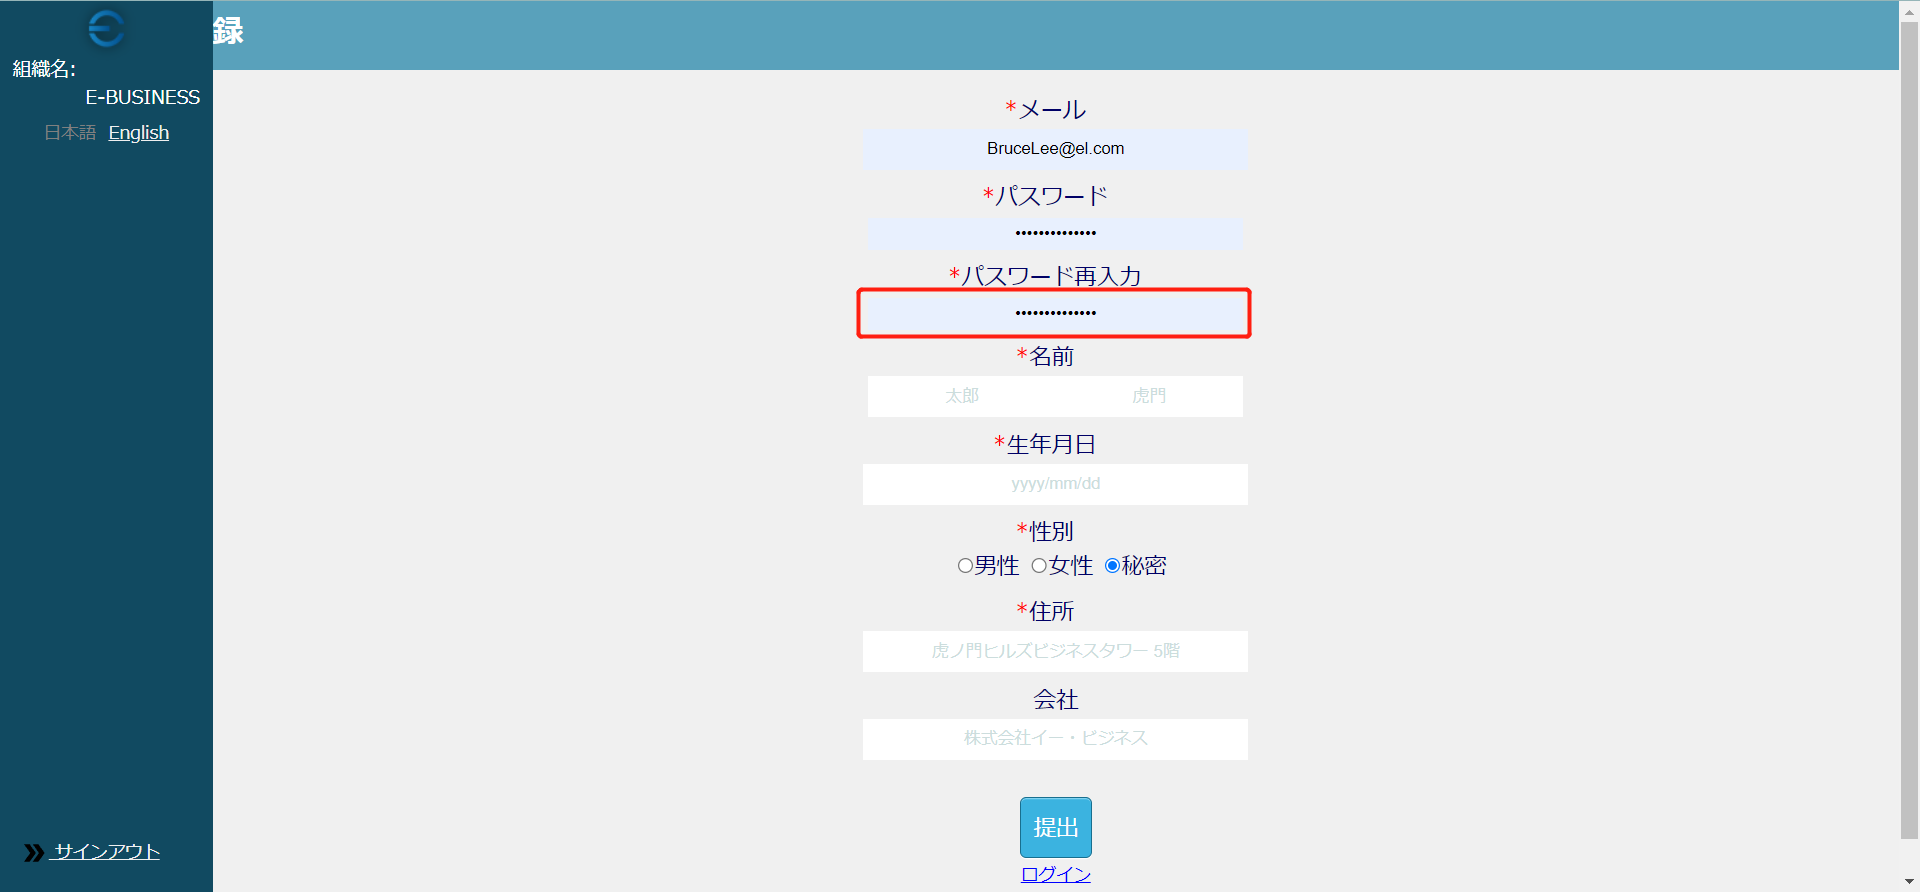 録
組織名:
E-BUSINESS
日本語 English
*メール
BruceLee@el.com
*パスワード
••••••••••••••
*パスワード再入力
••••••••••••••
*名前
太郎 虎門
*生年月日
yyyy/mm/dd
*性別
男性 女性 秘密
*住所
虎ノ門ヒルズビジネスタワー 5階
会社
株式会社イー・ビジネス
提出
ログイン
サインアウト